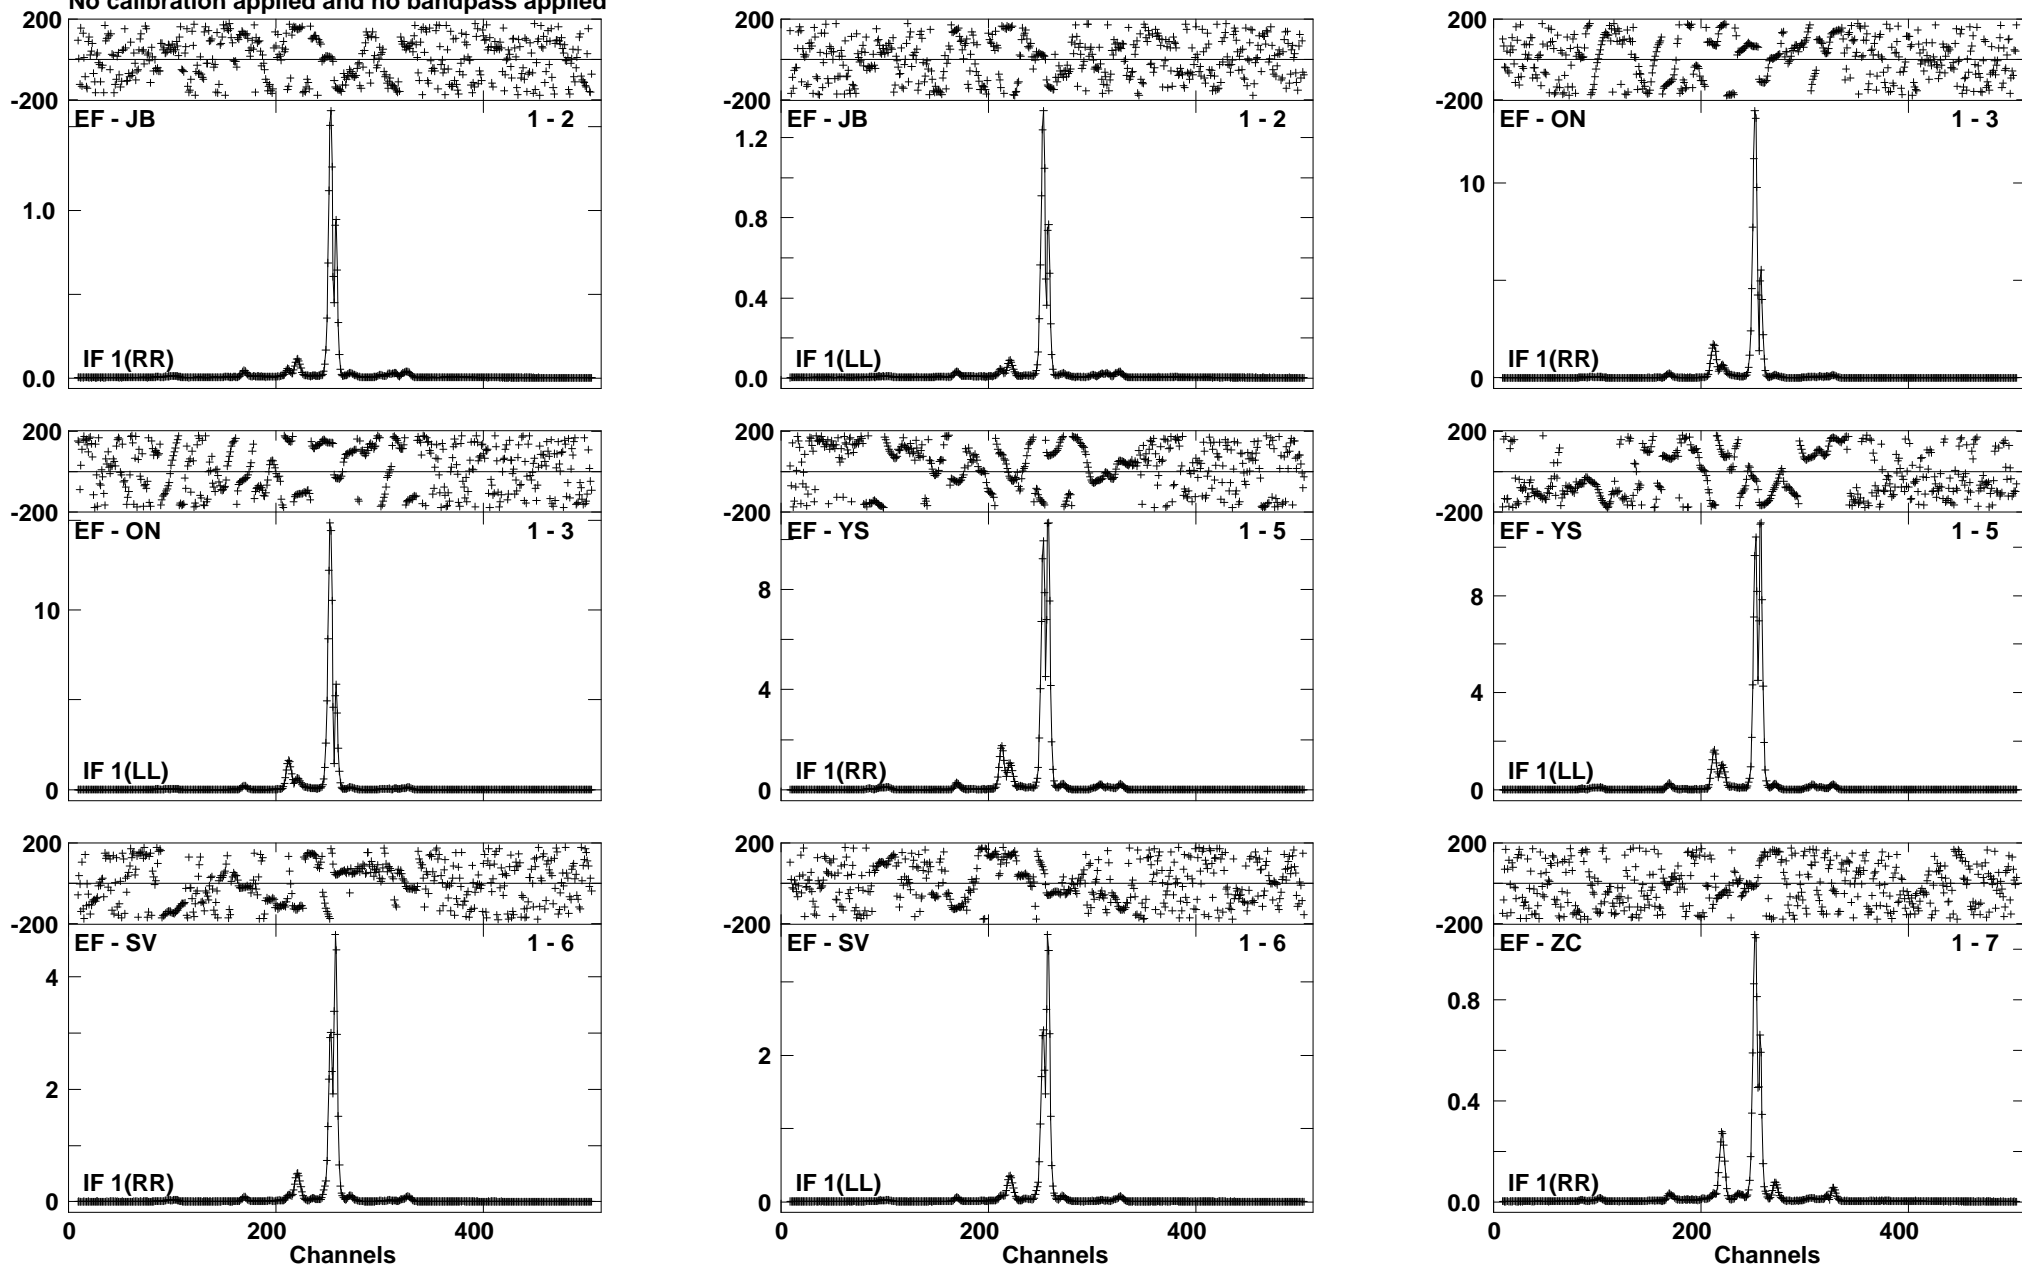 No calibration applied and no bandpass applied
200
-200
EF - JB
1 - 2
1.0
0.0
IF 1(RR)
200
-200
EF - JB
1 - 2
1.2
0.8
0.4
0.0
IF 1(LL)
200
-200
EF - ON
1 - 3
10
0
IF 1(RR)
200
-200
EF - ON
1 - 3
10
0
IF 1(LL)
200
-200
EF - YS
1 - 5
8
4
0
IF 1(RR)
200
-200
EF - YS
1 - 5
8
4
0
IF 1(LL)
200
-200
EF - SV
1 - 6
4
2
0
IF 1(RR)
0 200 400
Channels
200
-200
EF - SV
1 - 6
2
0
IF 1(LL)
0 200 400
Channels
200
-200
EF - ZC
1 - 7
0.8
0.4
0.0
IF 1(RR)
0 200 400
Channels